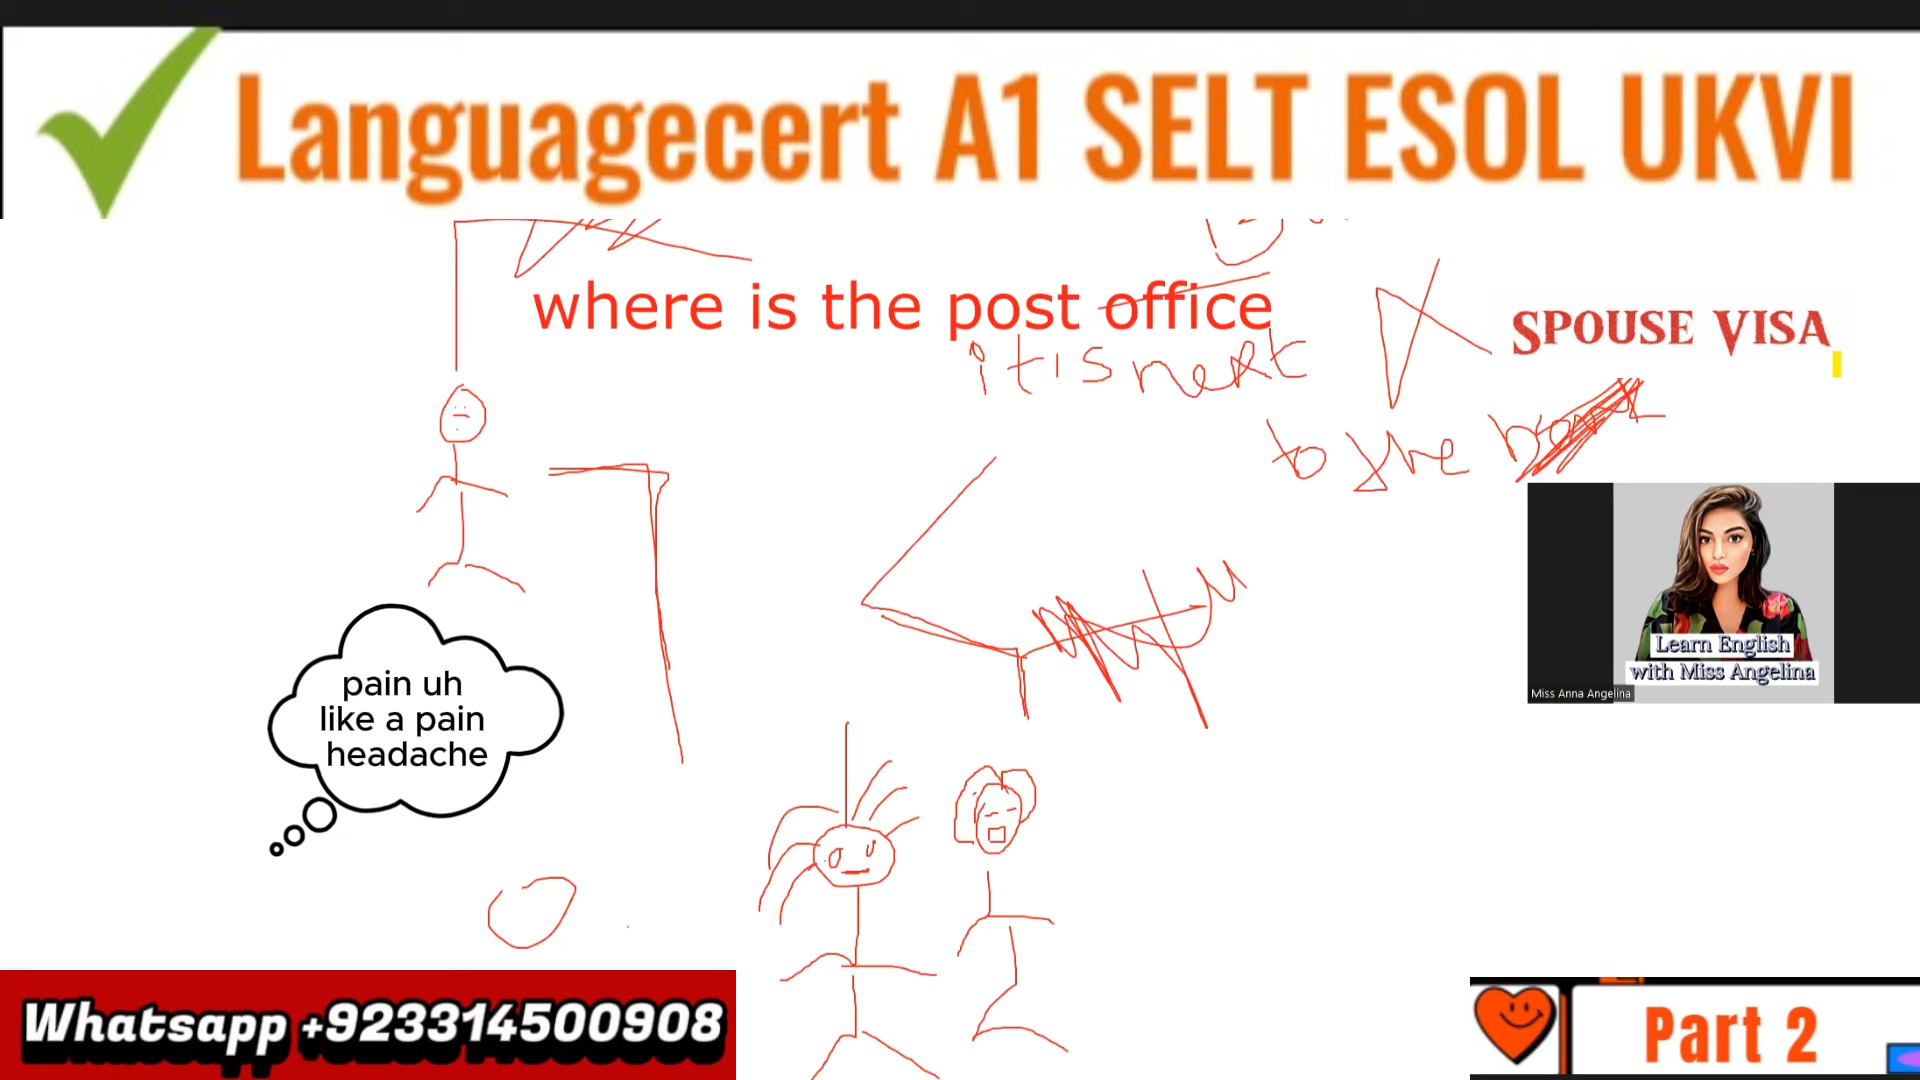 Languagecert A1 SELT ESOL UKVI
where is the post office
it is next
to the
SPOUSE VISA
pain uh
like a pain
headache
Learn English
with Miss Angelina
Miss Anna Angelina
Whatsapp +923314500908
Part 2